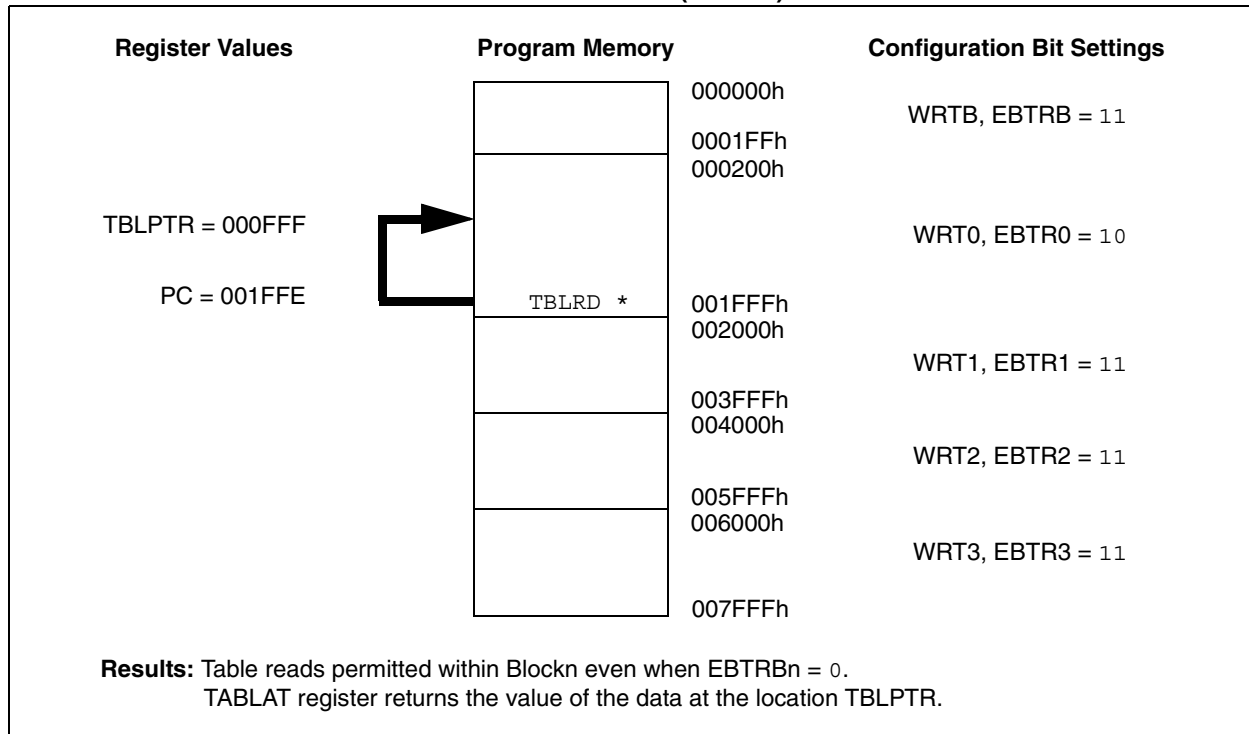 Register Values Program Memory Configuration Bit Settings
000000h
WRTB, EBTRB = 11
0001FFh
000200h
TBLPTR = 000FFF
WRT0, EBTR0 = 10
PC = 001FFE
TBLRD *
001FFFh
002000h
WRT1, EBTR1 = 11
003FFFh
004000h
WRT2, EBTR2 = 11
005FFFh
006000h
WRT3, EBTR3 = 11
007FFFh
Results: Table reads permitted within Blockn even when EBTRBn = 0.
TABLAT register returns the value of the data at the location TBLPTR.